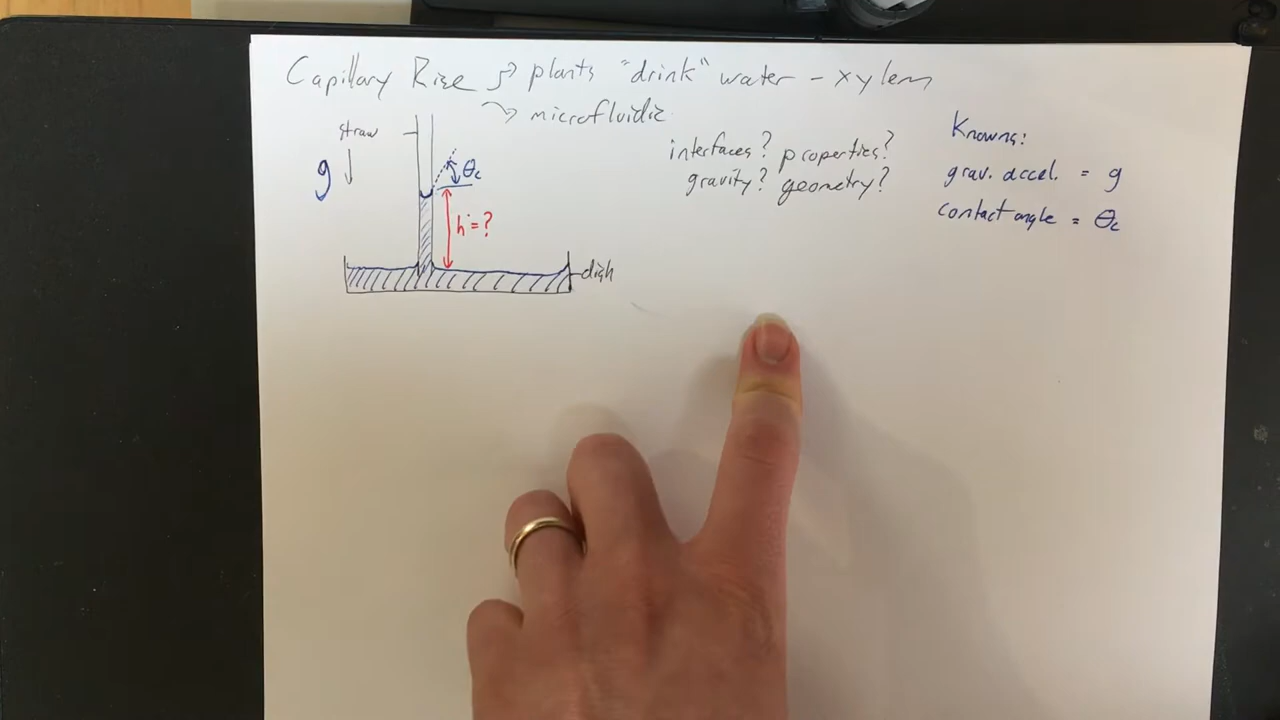 Capillary Rise → plants "drink" water - xylem
→ microfluidic
straw
g
θc
h = ?
dish
interfaces? properties?
gravity? geometry?
Knowns:
grav. accel. = g
contact angle = θc